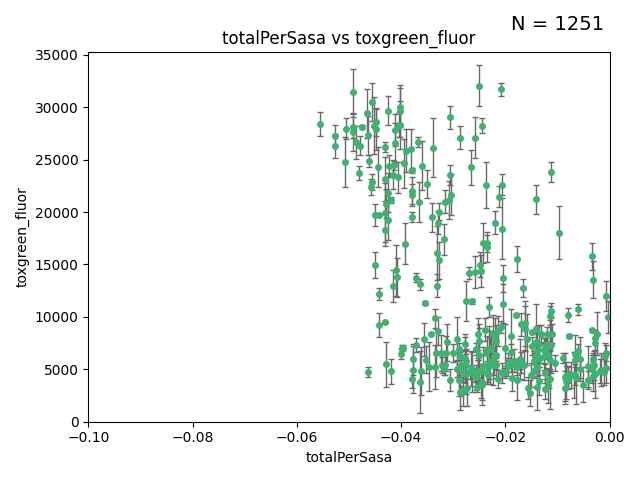 N = 1251
totalPerSasa vs toxgreen_fluor
35000
30000
25000
20000
15000
10000
5000
0
toxgreen_fluor
−0.10 −0.08 −0.06 −0.04 −0.02 0.00
totalPerSasa